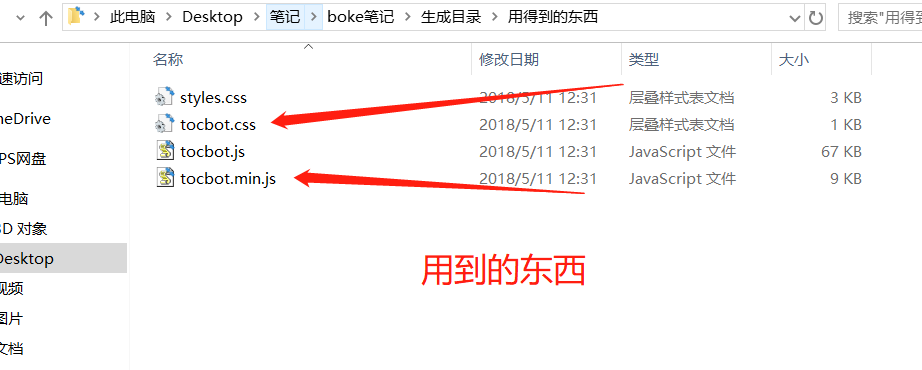 此电脑 > Desktop > 笔记 > boke笔记 > 生成目录 > 用得到的东西
搜索"用得到
名称 修改日期 类型 大小
速访问
neDrive
PS网盘
电脑
3D 对象
Desktop
视频
图片
文档
styles.css 2018/5/11 12:31 层叠样式表文档 3 KB
tocbot.css 2018/5/11 12:31 层叠样式表文档 1 KB
tocbot.js 2018/5/11 12:31 JavaScript 文件 67 KB
tocbot.min.js 2018/5/11 12:31 JavaScript 文件 9 KB
用到的东西